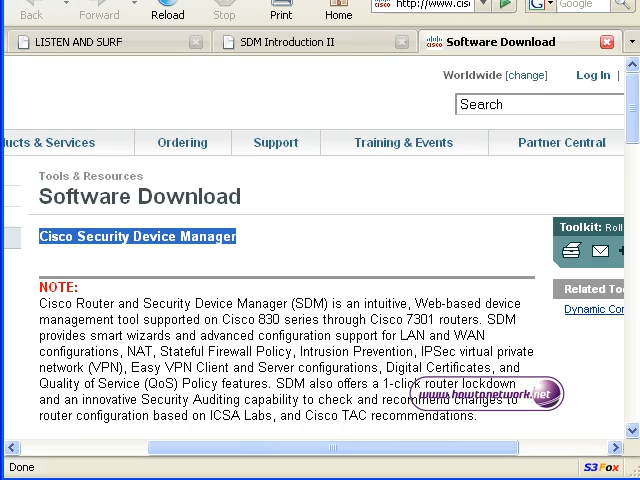 Back
Forward
Reload
Stop
Print
Home
cisco
http://www.cis
G
Google
LISTEN AND SURF
SDM Introduction II
cisco
Software Download
Worldwide [change]
Log In |
Search
ucts & Services
Ordering
Support
Training & Events
Partner Central
Tools & Resources
Software Download
Cisco Security Device Manager
Toolkit: Roll
Related Too
Dynamic Con
NOTE:
Cisco Router and Security Device Manager (SDM) is an intuitive, Web-based device
management tool supported on Cisco 830 series through Cisco 7301 routers. SDM
provides smart wizards and advanced configuration support for LAN and WAN
configurations, NAT, Stateful Firewall Policy, Intrusion Prevention, IPSec virtual private
network (VPN), Easy VPN Client and Server configurations, Digital Certificates, and
Quality of Service (QoS) Policy features. SDM also offers a 1-click router lockdown
and an innovative Security Auditing capability to check and recommend changes to
router configuration based on ICSA Labs, and Cisco TAC recommendations.
www.howtonetwork.net
Done
S3Fox